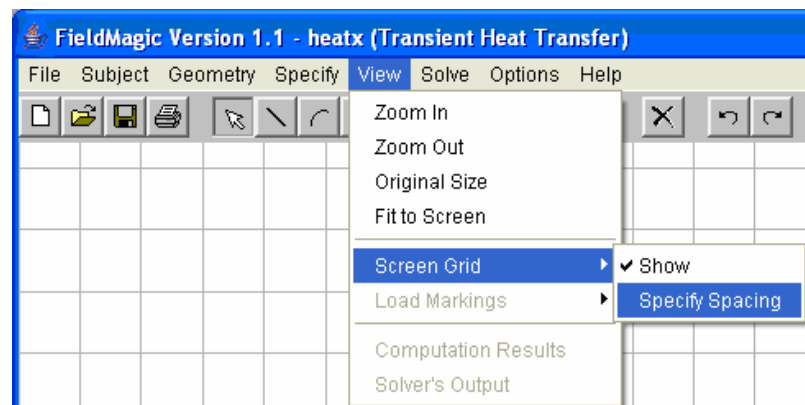 FieldMagic Version 1.1 - heatx (Transient Heat Transfer)
File Subject Geometry Specify View Solve Options Help
Zoom In
Zoom Out
Original Size
Fit to Screen
Screen Grid
Show
Load Markings
Specify Spacing
Computation Results
Solver's Output